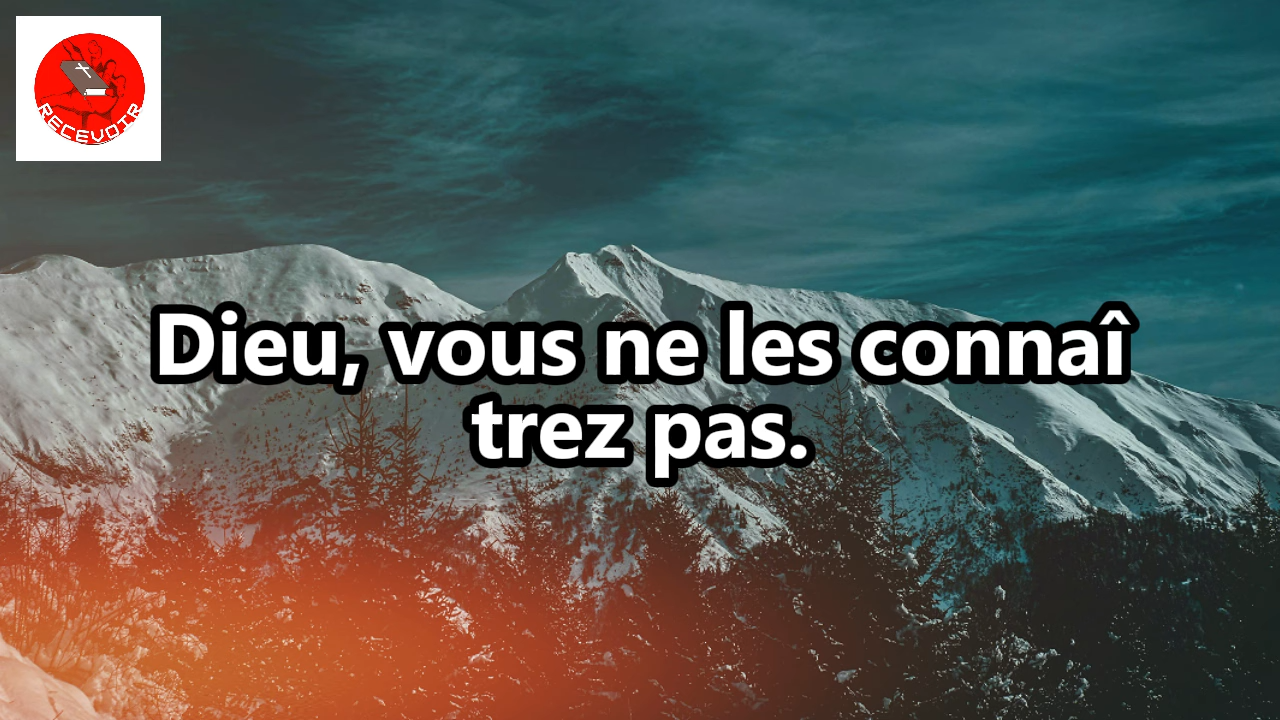 RECEVOIR
Dieu, vous ne les connaî
trez pas.